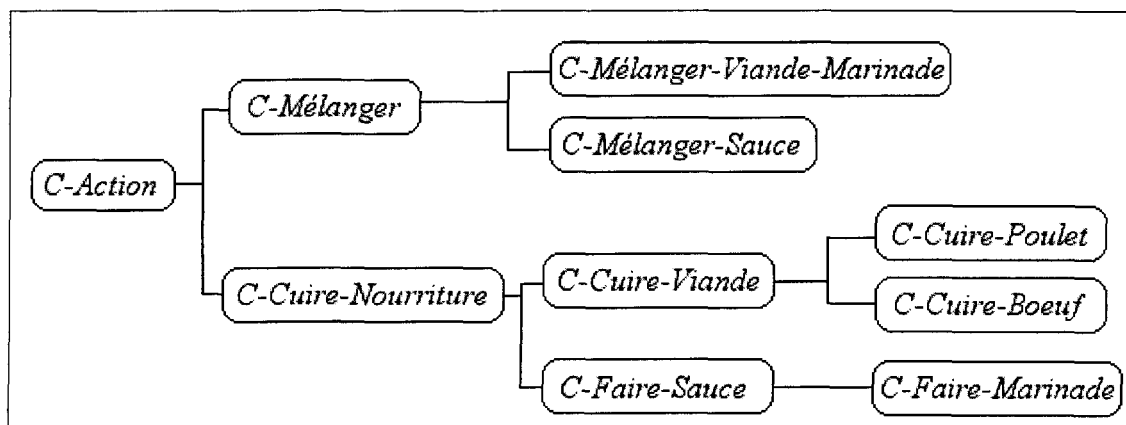 C-Action
C-Mélanger
C-Mélanger-Viande-Marinade
C-Mélanger-Sauce
C-Cuire-Nourriture
C-Cuire-Viande
C-Cuire-Poulet
C-Cuire-Boeuf
C-Faire-Sauce
C-Faire-Marinade